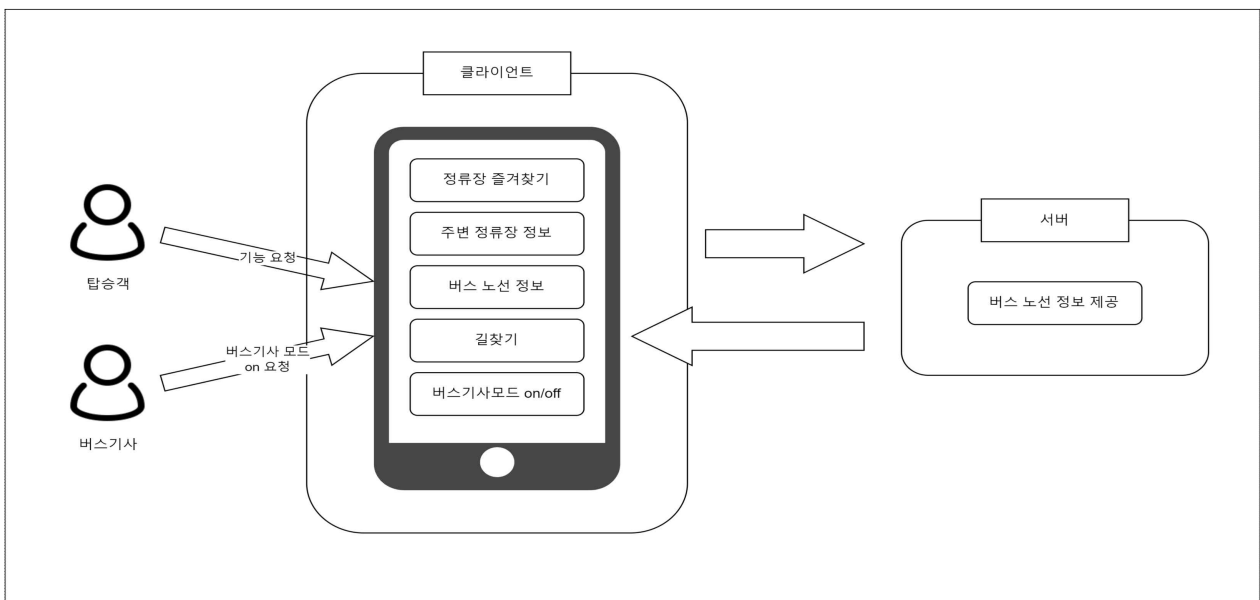 클라이언트
정류장 즐겨찾기
주변 정류장 정보
버스 노선 정보
길찾기
버스기사모드 on/off
탑승객
기능 요청
버스기사 모드
on 요청
버스기사
서버
버스 노선 정보 제공